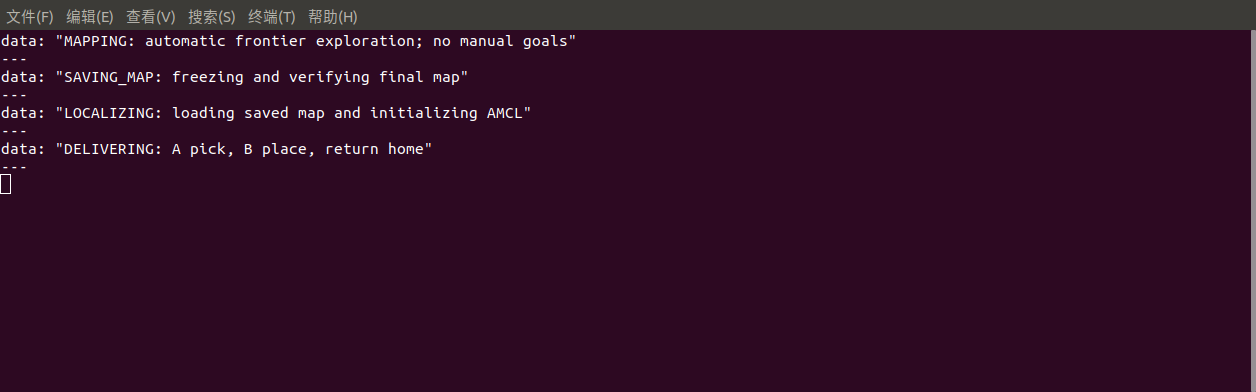 文件(F) 编辑(E) 查看(V) 搜索(S) 终端(T) 帮助(H)
data: "MAPPING: automatic frontier exploration; no manual goals"
---
data: "SAVING_MAP: freezing and verifying final map"
---
data: "LOCALIZING: loading saved map and initializing AMCL"
---
data: "DELIVERING: A pick, B place, return home"
---